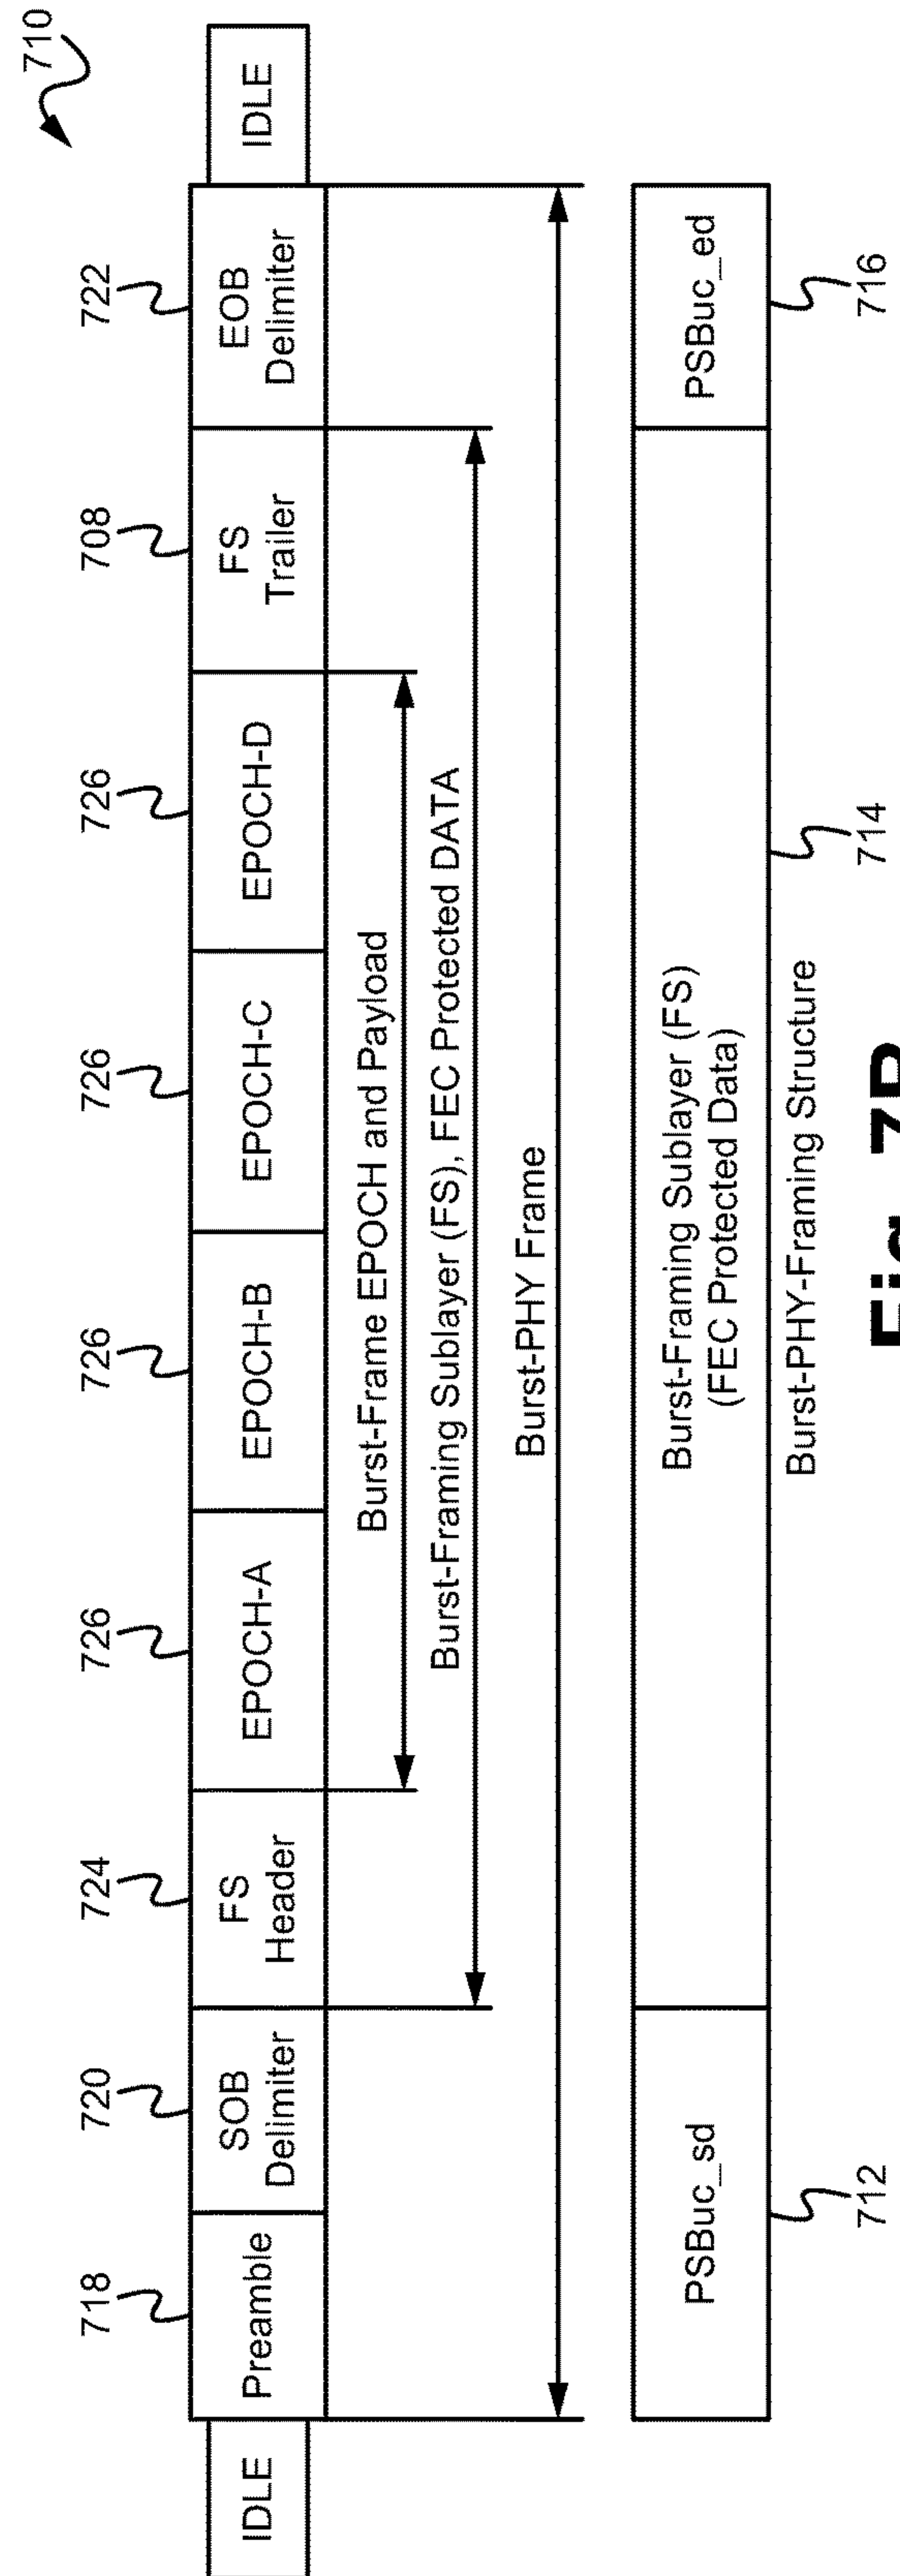 710
718
720
724
726
726
726
726
708
722
IDLE
Preamble
SOB
Delimiter
FS
Header
EPOCH-A
EPOCH-B
EPOCH-C
EPOCH-D
FS
Trailer
EOB
Delimiter
IDLE
Burst-Frame EPOCH and Payload
Burst-Framing Sublayer (FS), FEC Protected DATA
Burst-PHY Frame
PSBuc_sd
Burst-Framing Sublayer (FS)
(FEC Protected Data)
PSBuc_ed
712
714
716
Burst-PHY-Framing Structure